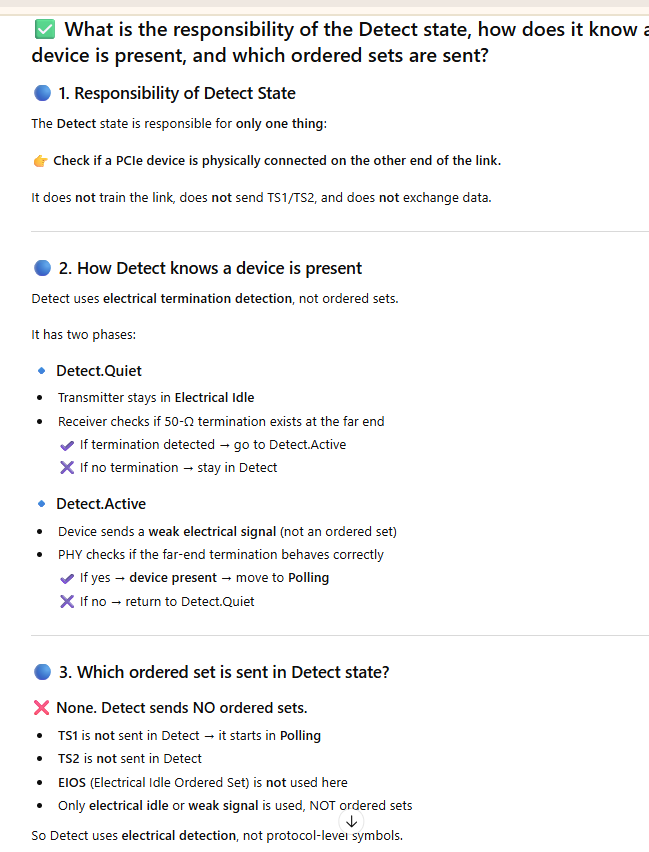 ✅ What is the responsibility of the Detect state, how does it know a
device is present, and which ordered sets are sent?
🔵 1. Responsibility of Detect State
The Detect state is responsible for only one thing:
👉 Check if a PCIe device is physically connected on the other end of the link.
It does not train the link, does not send TS1/TS2, and does not exchange data.
🔵 2. How Detect knows a device is present
Detect uses electrical termination detection, not ordered sets.
It has two phases:
🔹 Detect.Quiet
• Transmitter stays in Electrical Idle
• Receiver checks if 50-Ω termination exists at the far end
✔ If termination detected → go to Detect.Active
❌ If no termination → stay in Detect
🔹 Detect.Active
• Device sends a weak electrical signal (not an ordered set)
• PHY checks if the far-end termination behaves correctly
✔ If yes → device present → move to Polling
❌ If no → return to Detect.Quiet
🔵 3. Which ordered set is sent in Detect state?
❌ None. Detect sends NO ordered sets.
• TS1 is not sent in Detect → it starts in Polling
• TS2 is not sent in Detect
• EIOS (Electrical Idle Ordered Set) is not used here
• Only electrical idle or weak signal is used, NOT ordered sets
So Detect uses electrical detection, not protocol-level symbols.